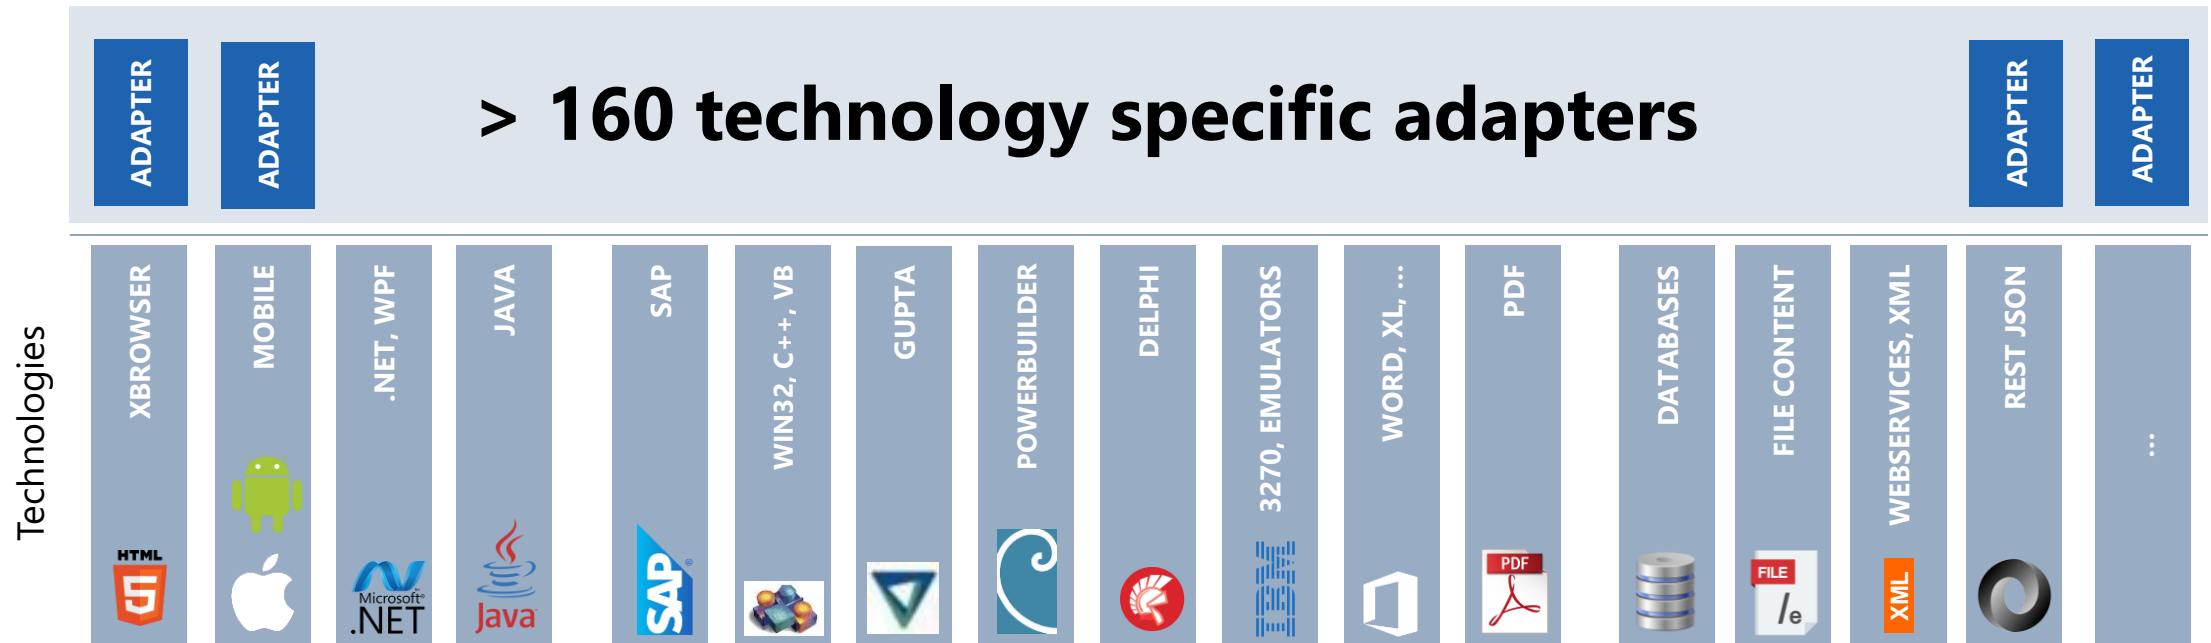 ADAPTER
ADAPTER
> 160 technology specific adapters
ADAPTER
ADAPTER
Technologies
XBROWSER
HTML
5
MOBILE
.NET, WPF
Microsoft®
.NET
JAVA
Java
SAP
SAP®
WIN32, C++, VB
GUPTA
POWERBUILDER
DELPHI
3270, EMULATORS
IBM
WORD, XL, ...
PDF
PDF
DATABASES
FILE CONTENT
FILE
/e
WEBSERVICES, XML
XML
REST JSON
...